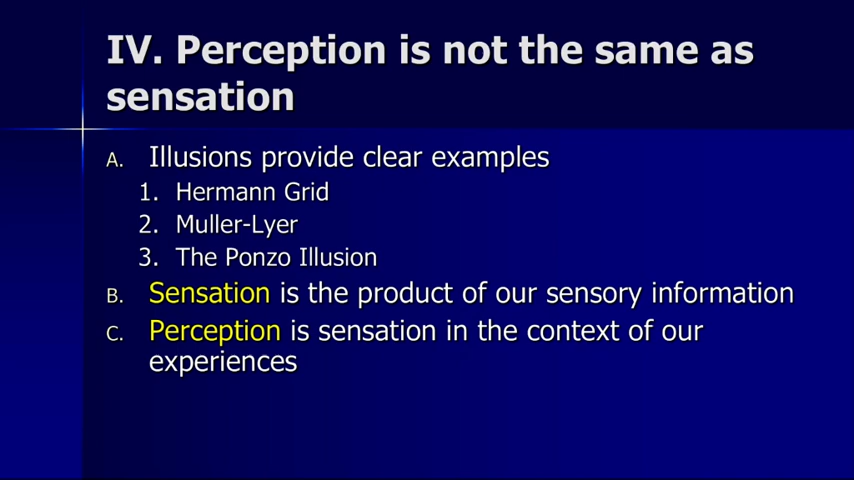 IV. Perception is not the same as
sensation
A. Illusions provide clear examples
1. Hermann Grid
2. Muller-Lyer
3. The Ponzo Illusion
B. Sensation is the product of our sensory information
C. Perception is sensation in the context of our
experiences